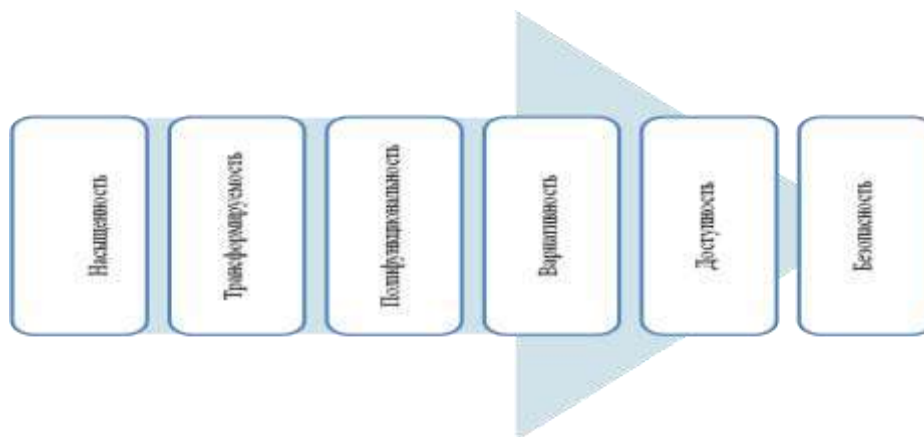 Насыщенность
Трансформируемость
Полифункциональность
Вариативность
Доступность
Безопасность